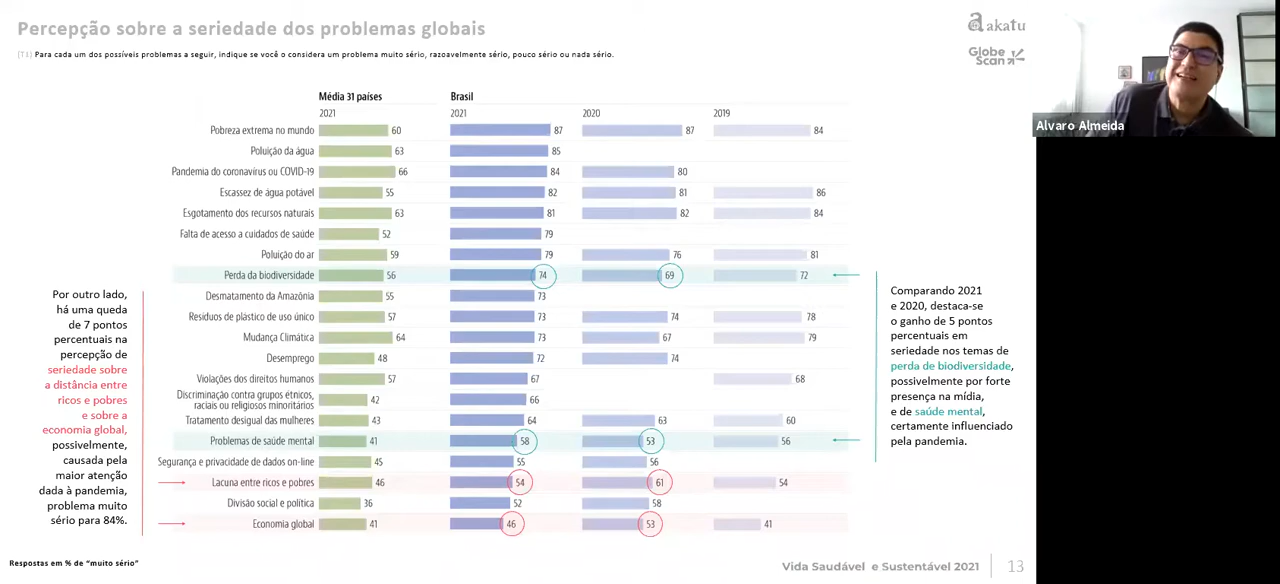 Percepção sobre a seriedade dos problemas globais
akatu
(T1) Para cada um dos possíveis problemas a seguir, indique se você o considera um problema muito sério, razoavelmente sério, pouco sério ou nada sério.
Globe
Scan
Alvaro Almeida
Média 31 países Brasil
2021 2021 2020 2019
Pobreza extrema no mundo 60 87 87 84
Poluição da água 63 85
Pandemia do coronavírus ou COVID-19 66 84 80
Escassez de água potável 55 82 81 86
Esgotamento dos recursos naturais 63 81 82 84
Falta de acesso a cuidados de saúde 52 79
Poluição do ar 59 79 76 81
Perda da biodiversidade 56 74 69 72
Desmatamento da Amazônia 55 73
Resíduos de plástico de uso único 57 73 74 78
Mudança Climática 64 73 67 79
Desemprego 48 72 74
Violações dos direitos humanos 57 67 68
Discriminação contra grupos étnicos,
raciais ou religiosos minoritários 42 66
Tratamento desigual das mulheres 43 64 63 60
Problemas de saúde mental 41 58 53 56
Segurança e privacidade de dados on-line 45 55 56
Lacuna entre ricos e pobres 46 54 61 54
Divisão social e política 36 52 58
Economia global 41 46 53 41
Por outro lado,
há uma queda
de 7 pontos
percentuais na
percepção de
seriedade sobre
a distância entre
ricos e pobres
e sobre a
economia global,
possivelmente,
causada pela
maior atenção
dada à pandemia,
problema muito
sério para 84%.
Comparando 2021
e 2020, destaca-se
o ganho de 5 pontos
percentuais em
seriedade nos temas de
perda de biodiversidade,
possivelmente por forte
presença na mídia,
e de saúde mental,
certamente influenciado
pela pandemia.
Respostas em % de "muito sério"
Vida Saudável e Sustentável 2021 13